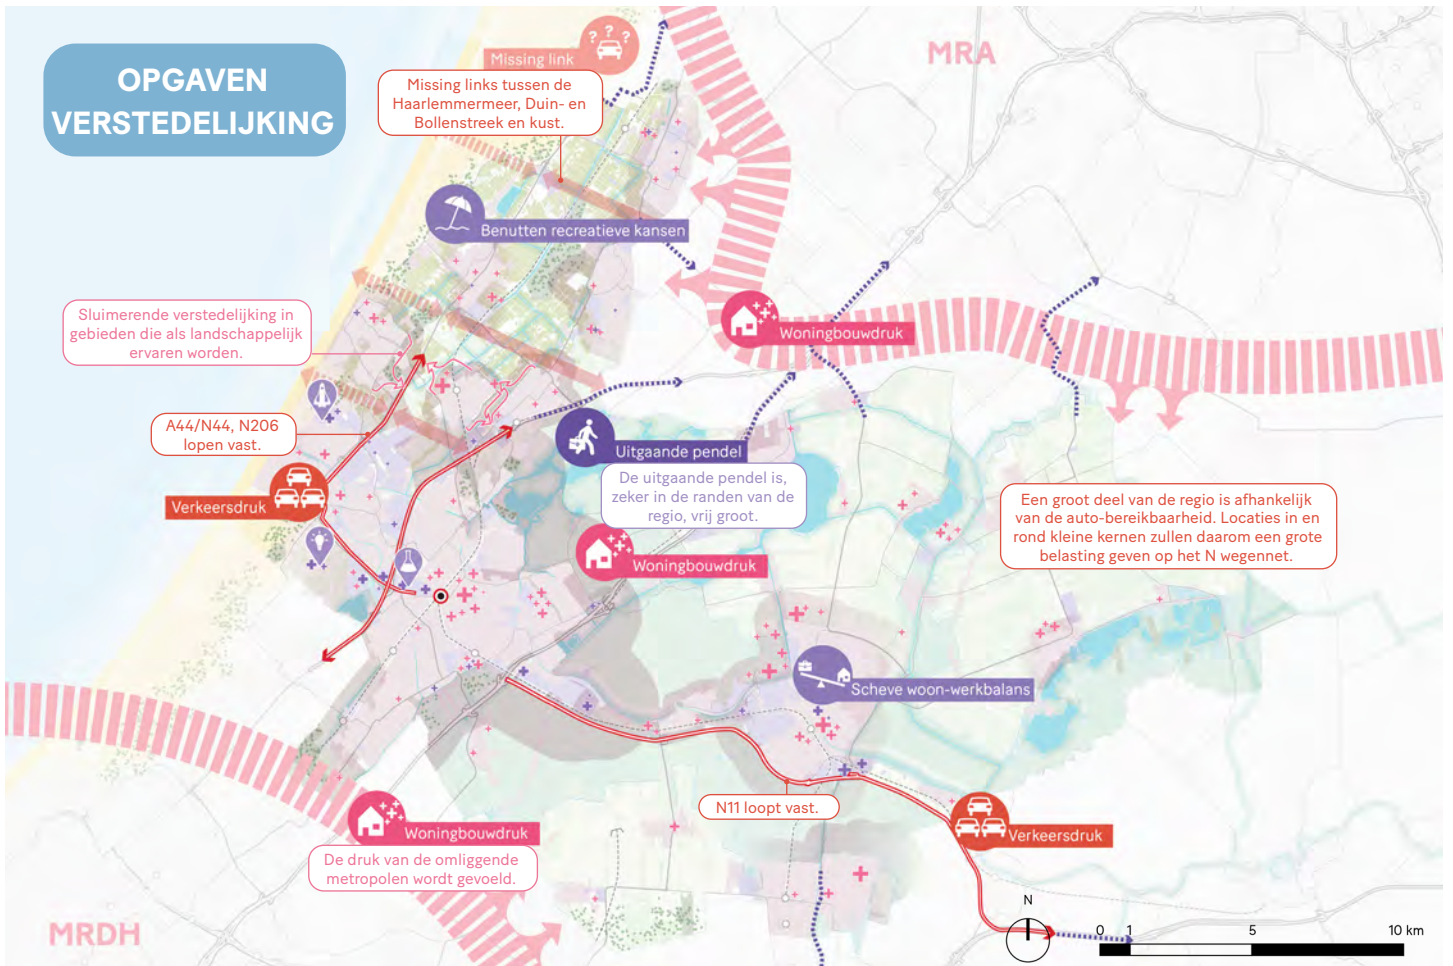 OPGAVEN
VERSTEDELIJKING
? ? ?
Missing link
Missing links tussen de
Haarlemmermeer, Duin- en
Bollenstreek en kust.
MRA
Benutten recreatieve kansen
Sluimerende verstedelijking in
gebieden die als landschappelijk
ervaren worden.
Woningbouwdruk
A44/N44, N206
lopen vast.
Verkeersdruk
Uitgaande pendel
De uitgaande pendel is,
zeker in de randen van de
regio, vrij groot.
Een groot deel van de regio is afhankelijk
van de auto-bereikbaarheid. Locaties in en
rond kleine kernen zullen daarom een grote
belasting geven op het N wegennet.
Woningbouwdruk
Scheve woon-werkbalans
N11 loopt vast.
Woningbouwdruk
De druk van de omliggende
metropolen wordt gevoeld.
Verkeersdruk
MRDH
N
0 1 5 10 km